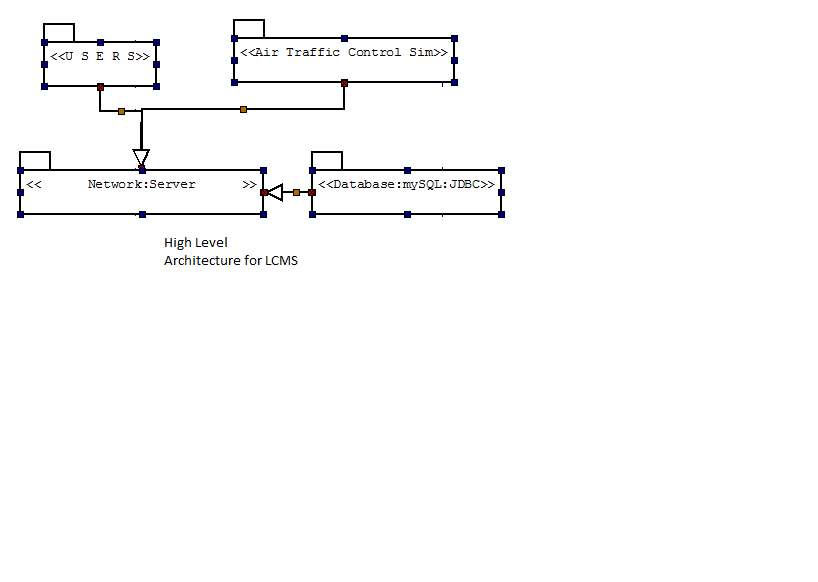 <<U S E R S>>
<<Air Traffic Control Sim>>
<< Network:Server >>
<<Database:mySQL:JDBC>>
High Level
Architecture for LCMS